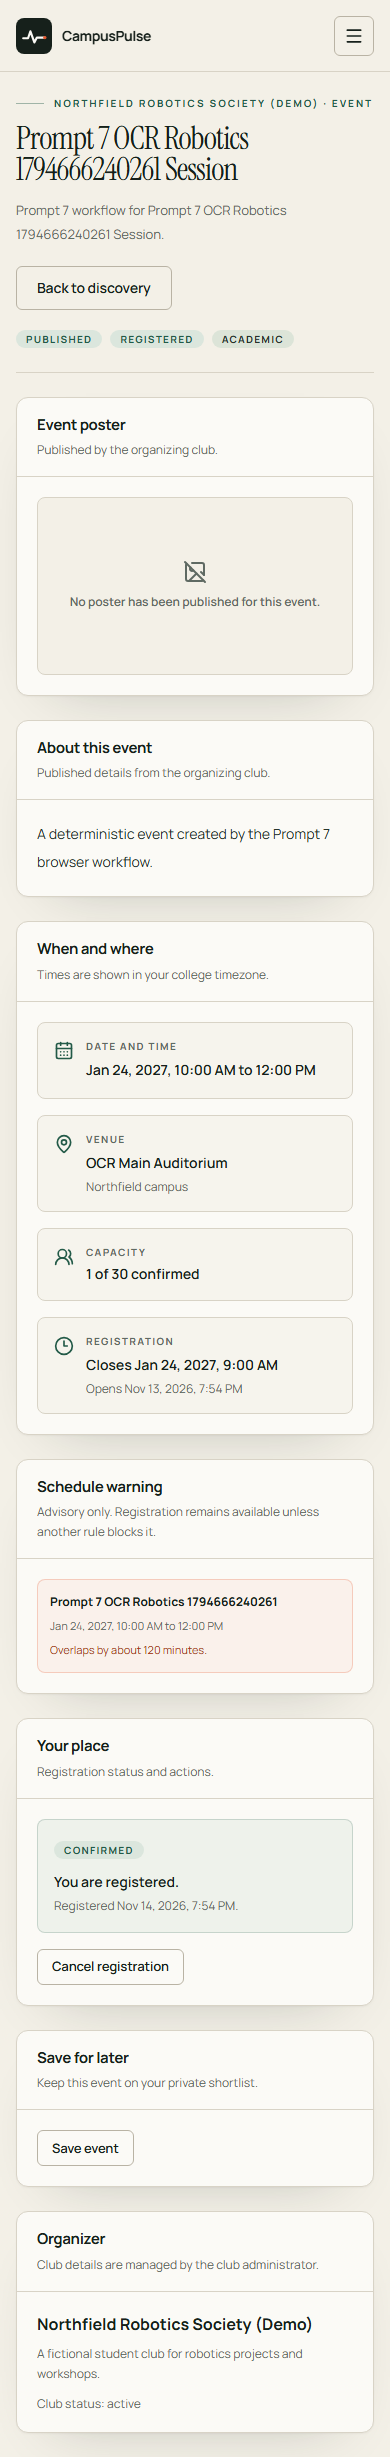 CampusPulse
NORTHFIELD ROBOTICS SOCIETY (DEMO) · EVENT
Prompt 7 OCR Robotics
1794666240261 Session
Prompt 7 workflow for Prompt 7 OCR Robotics
1794666240261 Session.
Back to discovery
PUBLISHED REGISTERED ACADEMIC
Event poster
Published by the organizing club.
No poster has been published for this event.
About this event
Published details from the organizing club.
A deterministic event created by the Prompt 7
browser workflow.
When and where
Times are shown in your college timezone.
DATE AND TIME
Jan 24, 2027, 10:00 AM to 12:00 PM
VENUE
OCR Main Auditorium
Northfield campus
CAPACITY
1 of 30 confirmed
REGISTRATION
Closes Jan 24, 2027, 9:00 AM
Opens Nov 13, 2026, 7:54 PM
Schedule warning
Advisory only. Registration remains available unless
another rule blocks it.
Prompt 7 OCR Robotics 1794666240261
Jan 24, 2027, 10:00 AM to 12:00 PM
Overlaps by about 120 minutes.
Your place
Registration status and actions.
CONFIRMED
You are registered.
Registered Nov 14, 2026, 7:54 PM.
Cancel registration
Save for later
Keep this event on your private shortlist.
Save event
Organizer
Club details are managed by the club administrator.
Northfield Robotics Society (Demo)
A fictional student club for robotics projects and
workshops.
Club status: active